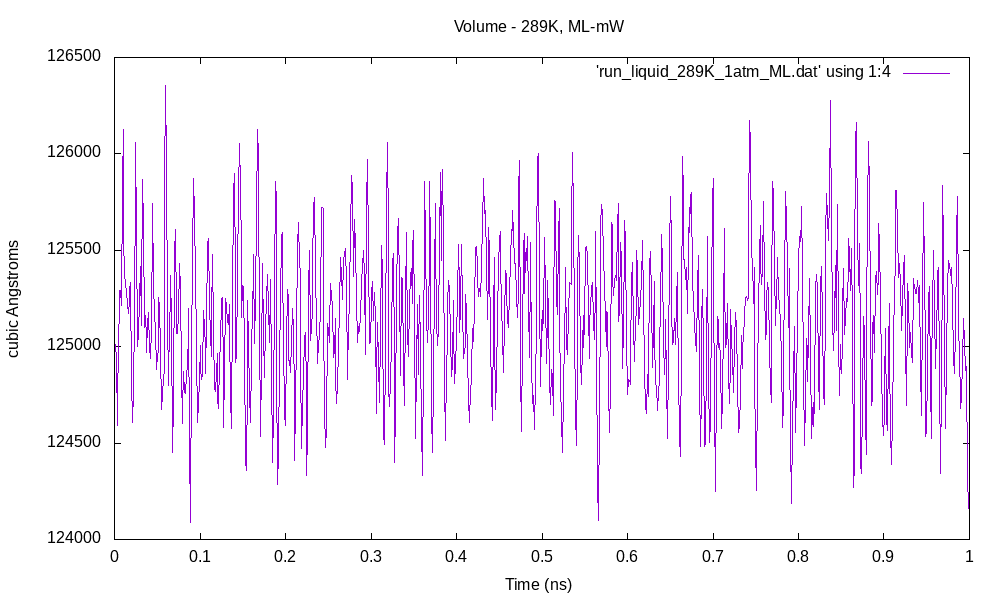 Volume - 289K, ML-mW
'run_liquid_289K_1atm_ML.dat' using 1:4
cubic Angstroms
126500
126000
125500
125000
124500
124000
0 0.1 0.2 0.3 0.4 0.5 0.6 0.7 0.8 0.9 1
Time (ns)